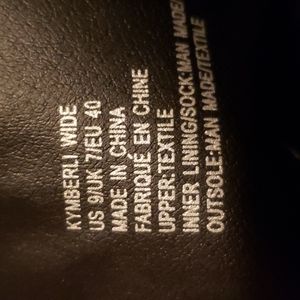 KYMBERLI WIDE
US 9/UK 7/EU 40
MADE IN CHINA
FABRIQUÉ EN CHINE
UPPER:TEXTILE
INNER LINING/SOCK:MAN MADE/
OUTSOLE:MAN MADE/TEXTILE